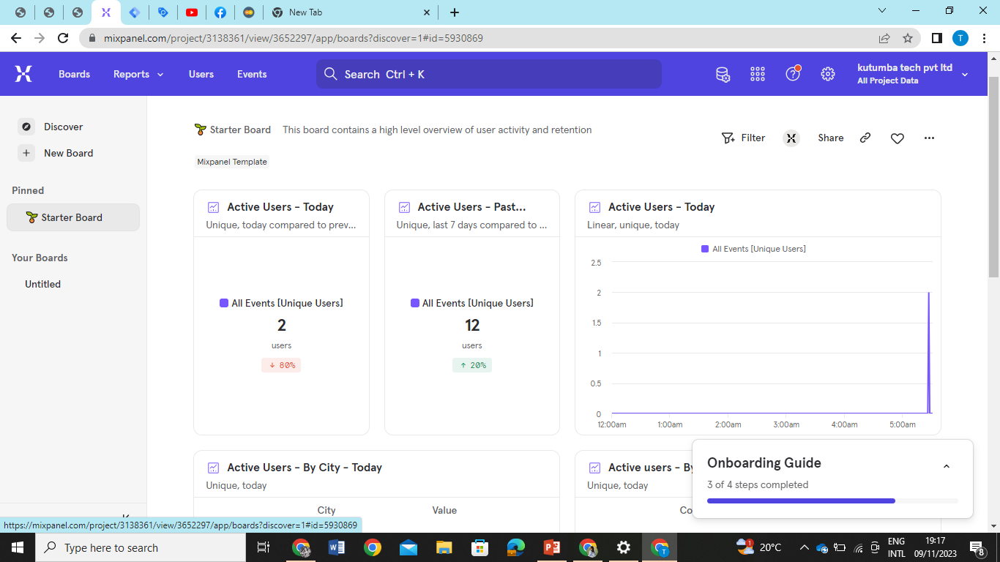 New Tab
mixpanel.com/project/3138361/view/3652297/app/boards?discover=1#id=5930869
T
Boards
Reports
Users
Events
Search Ctrl + K
kutumba tech pvt ltd
All Project Data
Discover
New Board
Pinned
Starter Board
Your Boards
Untitled
Starter Board
This board contains a high level overview of user activity and retention
Filter
Share
Mixpanel Template
Active Users - Today
Unique, today compared to prev...
All Events [Unique Users]
2
users
↓ 80%
Active Users - Past...
Unique, last 7 days compared to ...
All Events [Unique Users]
12
users
↑ 20%
Active Users - Today
Linear, unique, today
All Events [Unique Users]
2.5
2
1.5
1
0.5
0
12:00am 1:00am 2:00am 3:00am 4:00am 5:00am
Active Users - By City - Today
Unique, today
City Value
Active users - By
Unique, today
Co
Onboarding Guide
3 of 4 steps completed
https://mixpanel.com/project/3138361/view/3652297/app/boards?discover=1#id=5930869
Type here to search
1
20°C
ENG
INTL
19:17
09/11/2023
8